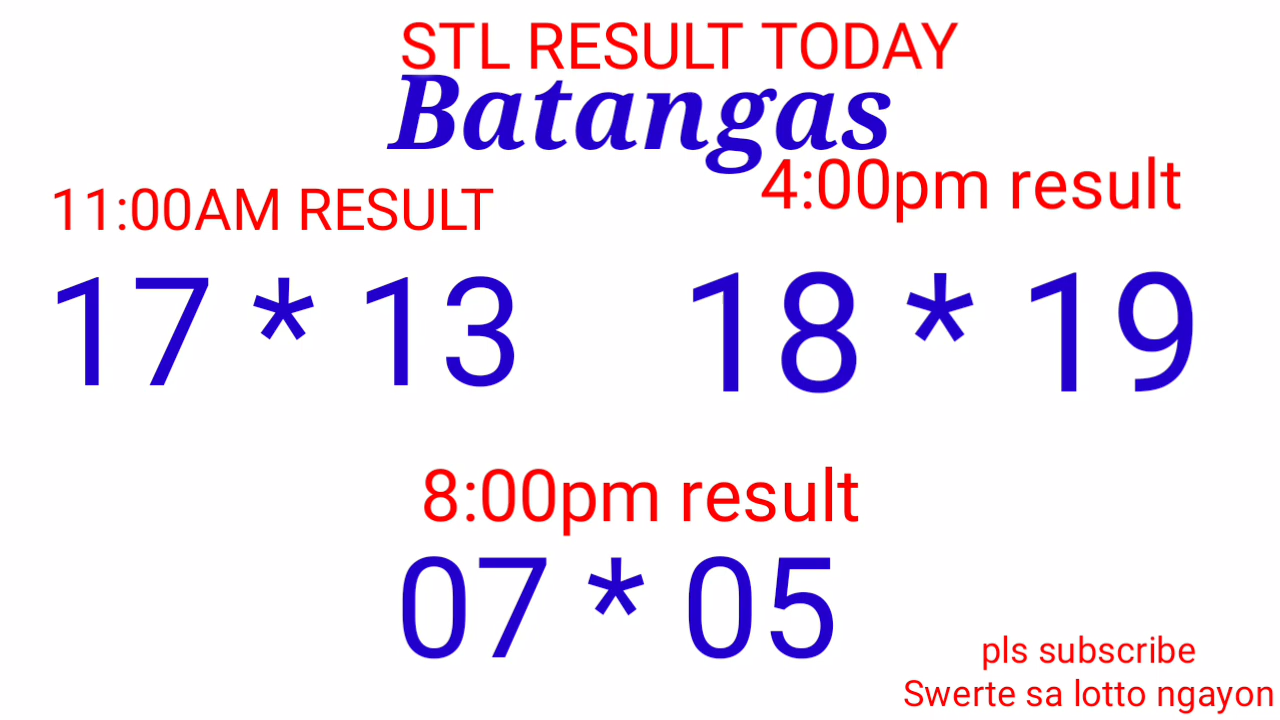 STL RESULT TODAY
Batangas
11:00AM RESULT
17 * 13
4:00pm result
18 * 19
8:00pm result
07 * 05
pls subscribe
Swerte sa lotto ngayon